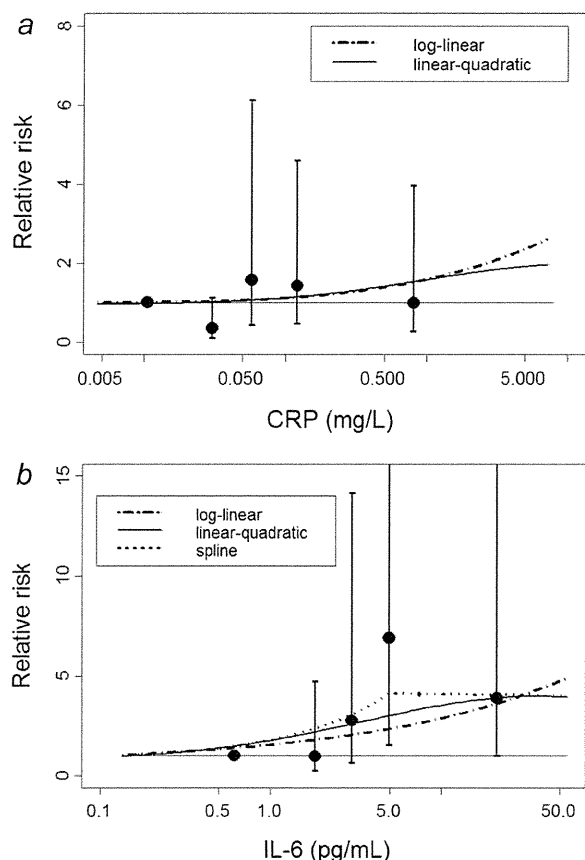 a
8
6
4
2
0
Relative risk
log-linear
linear-quadratic
0.005
0.050
0.500
5.000
CRP (mg/L)
b
15
10
5
0
Relative risk
log-linear
linear-quadratic
spline
0.1
0.5
1.0
5.0
50.0
IL-6 (pg/mL)